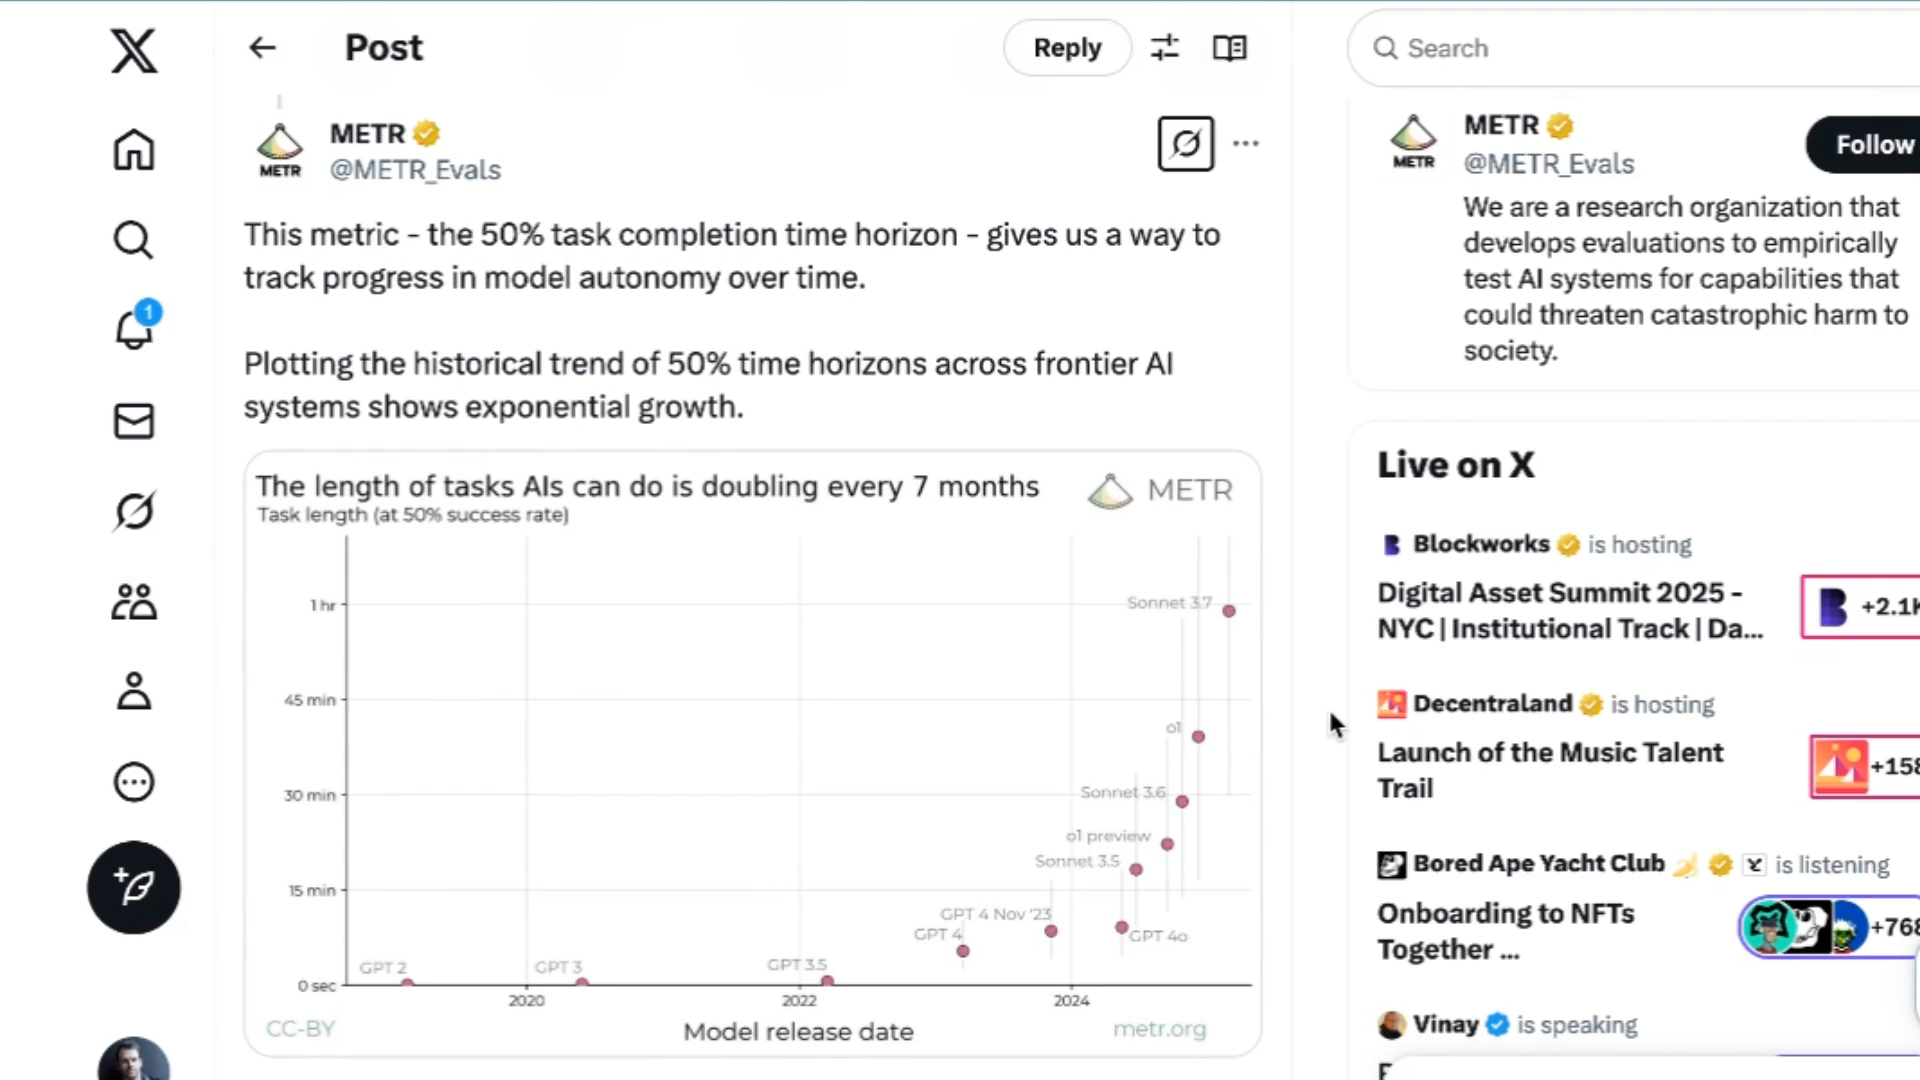 Post
Reply
METR
METR
@METR_Evals
This metric - the 50% task completion time horizon - gives us a way to
track progress in model autonomy over time.
Plotting the historical trend of 50% time horizons across frontier AI
systems shows exponential growth.
The length of tasks AIs can do is doubling every 7 months
METR
Task length (at 50% success rate)
1 hr
45 min
30 min
15 min
0 sec
Sonnet 3.7
o1
Sonnet 3.6
o1 preview
Sonnet 3.5
GPT 4 Nov '23
GPT 4
GPT 4o
GPT 2
GPT 3
GPT 3.5
2020
2022
2024
CC-BY
Model release date
metr.org
1
Search
METR
METR
@METR_Evals
Follow
We are a research organization that
develops evaluations to empirically
test AI systems for capabilities that
could threaten catastrophic harm to
society.
Live on X
Blockworks is hosting
Digital Asset Summit 2025 -
NYC | Institutional Track | Da...
+2.1K
Decentraland is hosting
Launch of the Music Talent
Trail
+158
Bored Ape Yacht Club is listening
Onboarding to NFTs
Together ...
+768
Vinay is speaking